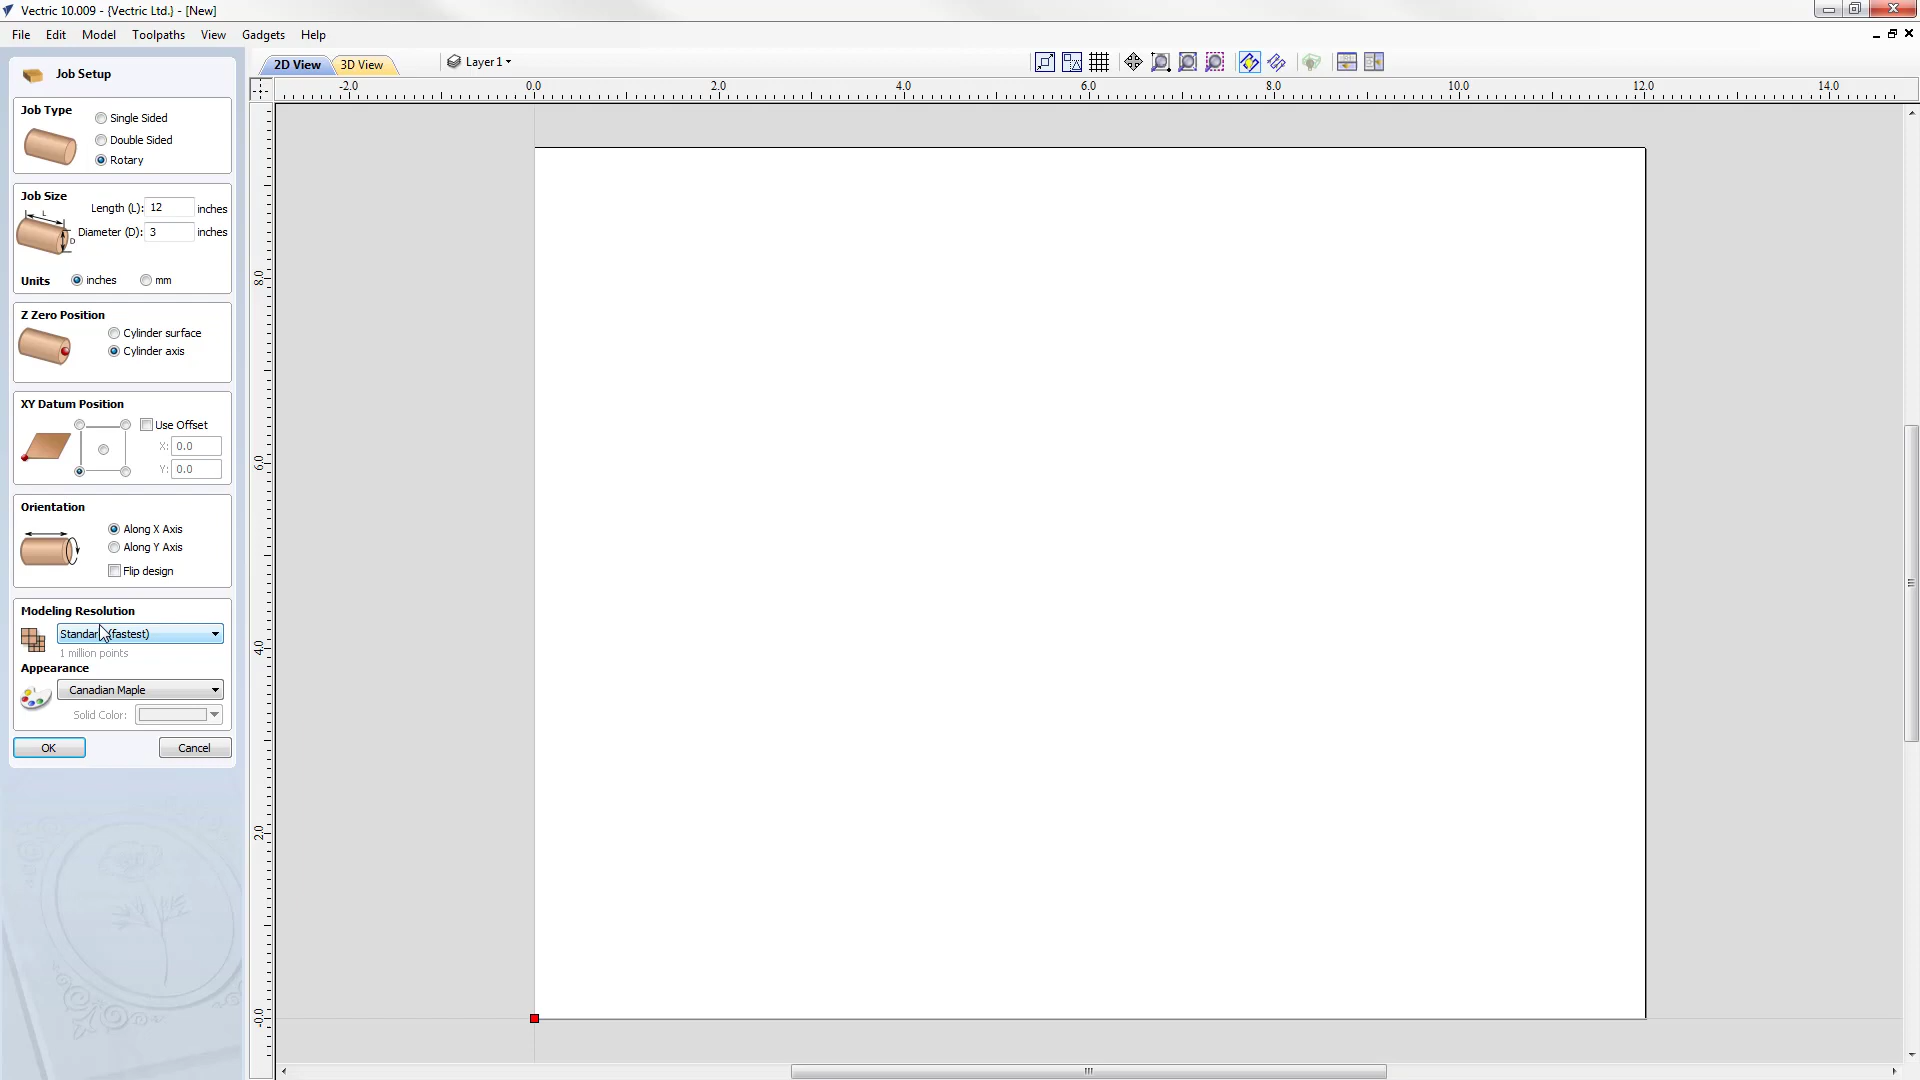 Vectric 10.009 - {Vectric Ltd.} - [New]
File Edit Model Toolpaths View Gadgets Help
Job Setup
2D View 3D View Layer 1
-2.0 0.0 2.0 4.0 6.0 8.0 10.0 12.0 14.0
Job Type
Single Sided
Double Sided
Rotary
Job Size
L
D
Length (L): 12 inches
Diameter (D): 3 inches
Units inches mm
Z Zero Position
Cylinder surface
Cylinder axis
XY Datum Position
Use Offset
X: 0.0
Y: 0.0
Orientation
Along X Axis
Along Y Axis
Flip design
Modeling Resolution
Standard (fastest)
1 million points
Appearance
Canadian Maple
Solid Color:
OK Cancel
8.0
6.0
4.0
2.0
-0.0